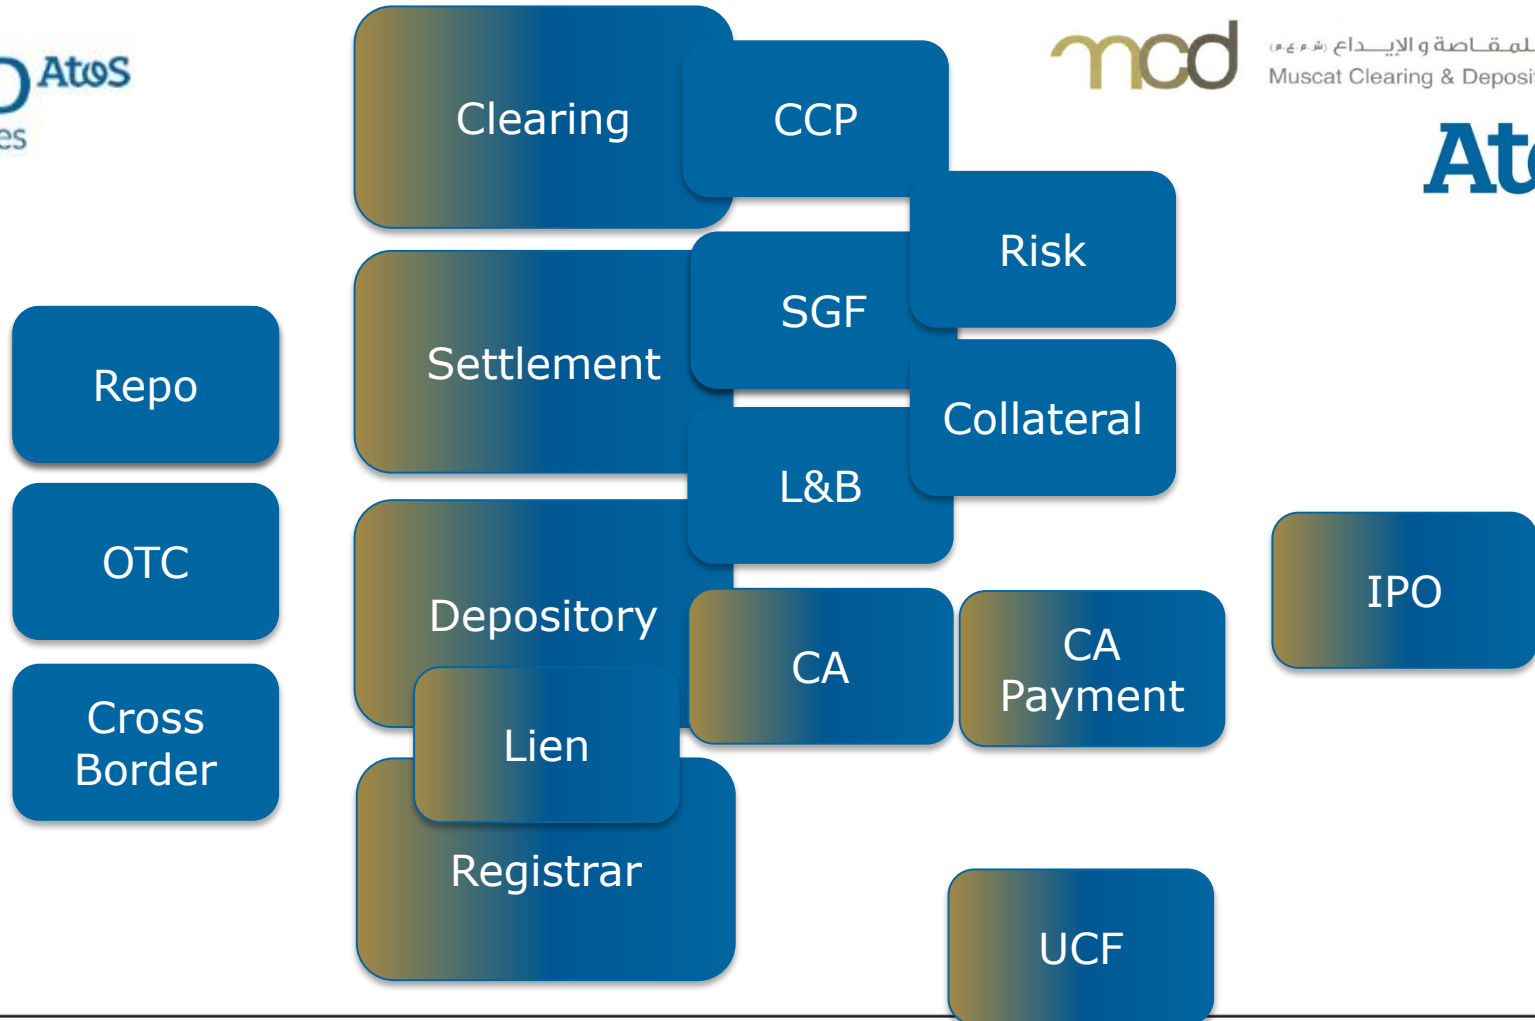 Atos
Clearing
CCP
mcd
Muscat Clearing &
Risk
SGF
Settlement
Repo
Collateral
L&B
OTC
IPO
Depository
CA
CA
Payment
Cross
Border
Lien
Registrar
UCF